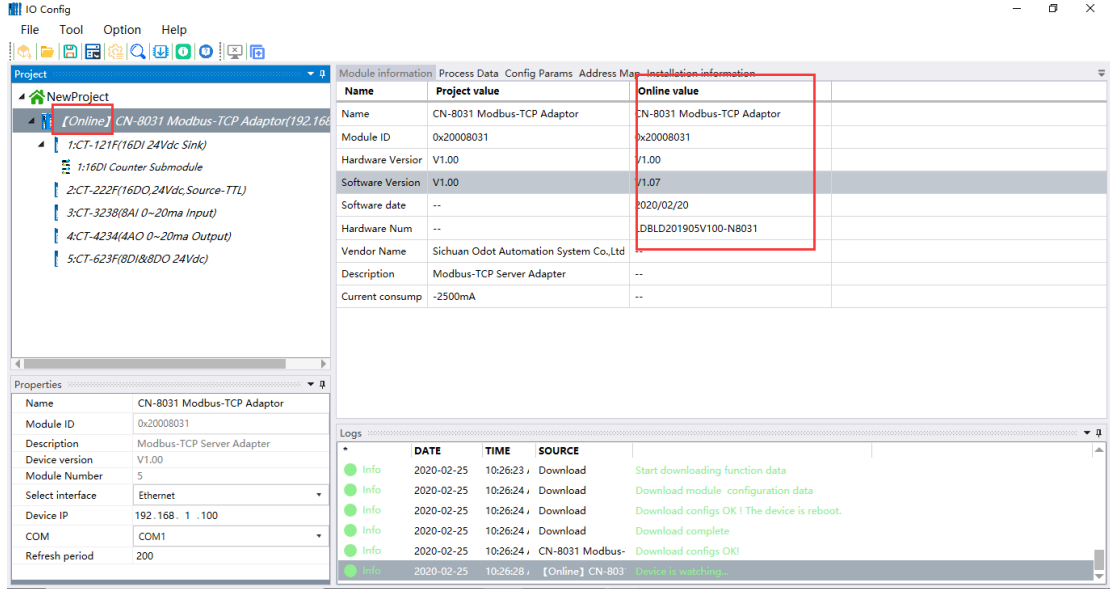 IO Config
File Tool Option Help
Project
NewProject
【Online】CN-8031 Modbus-TCP Adaptor(192.168
1:CT-121F(16DI 24Vdc Sink)
1:16DI Counter Submodule
2:CT-222F(16DO,24Vdc,Source-TTL)
3:CT-3238(8AI 0~20ma Input)
4:CT-4234(4AO 0~20ma Output)
5:CT-623F(8DI&8DO 24Vdc)
Module information Process Data Config Params Address Map Installation information
Name Project value Online value
Name CN-8031 Modbus-TCP Adaptor CN-8031 Modbus-TCP Adaptor
Module ID 0x20008031 0x20008031
Hardware Versior V1.00 V1.00
Software Version V1.00 V1.07
Software date -- 2020/02/20
Hardware Num -- LDBLD201905V100-N8031
Vendor Name Sichuan Odot Automation System Co.,Ltd --
Description Modbus-TCP Server Adapter --
Current consump -2500mA --
Properties
Name CN-8031 Modbus-TCP Adaptor
Module ID 0x20008031
Description Modbus-TCP Server Adapter
Device version V1.00
Module Number 5
Select interface Ethernet
Device IP 192.168. 1 .100
COM COM1
Refresh period 200
Logs
* DATE TIME SOURCE
Info 2020-02-25 10:26:23 Download Start downloading function data
Info 2020-02-25 10:26:24 Download Download module configuration data
Info 2020-02-25 10:26:24 Download Download configs OK ! The device is reboot.
Info 2020-02-25 10:26:24 Download Download complete
Info 2020-02-25 10:26:24 CN-8031 Modbus- Download configs OK!
Info 2020-02-25 10:26:28 【Online】CN-803 Device is watching...